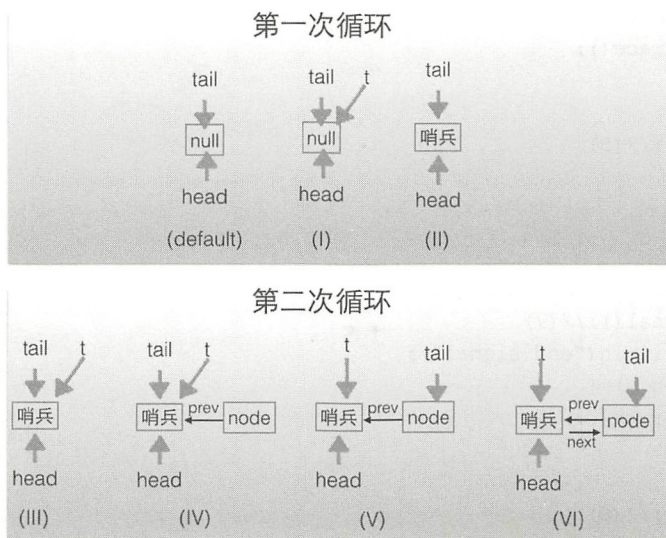 第一次循环
tail
tail
t
tail
null
null
哨兵
head
head
head
(default)
(I)
(II)
第二次循环
tail
t
tail
t
t
tail
t
tail
哨兵
哨兵
prev
node
哨兵
prev
node
哨兵
prev
next
node
head
head
head
head
(III)
(IV)
(V)
(VI)